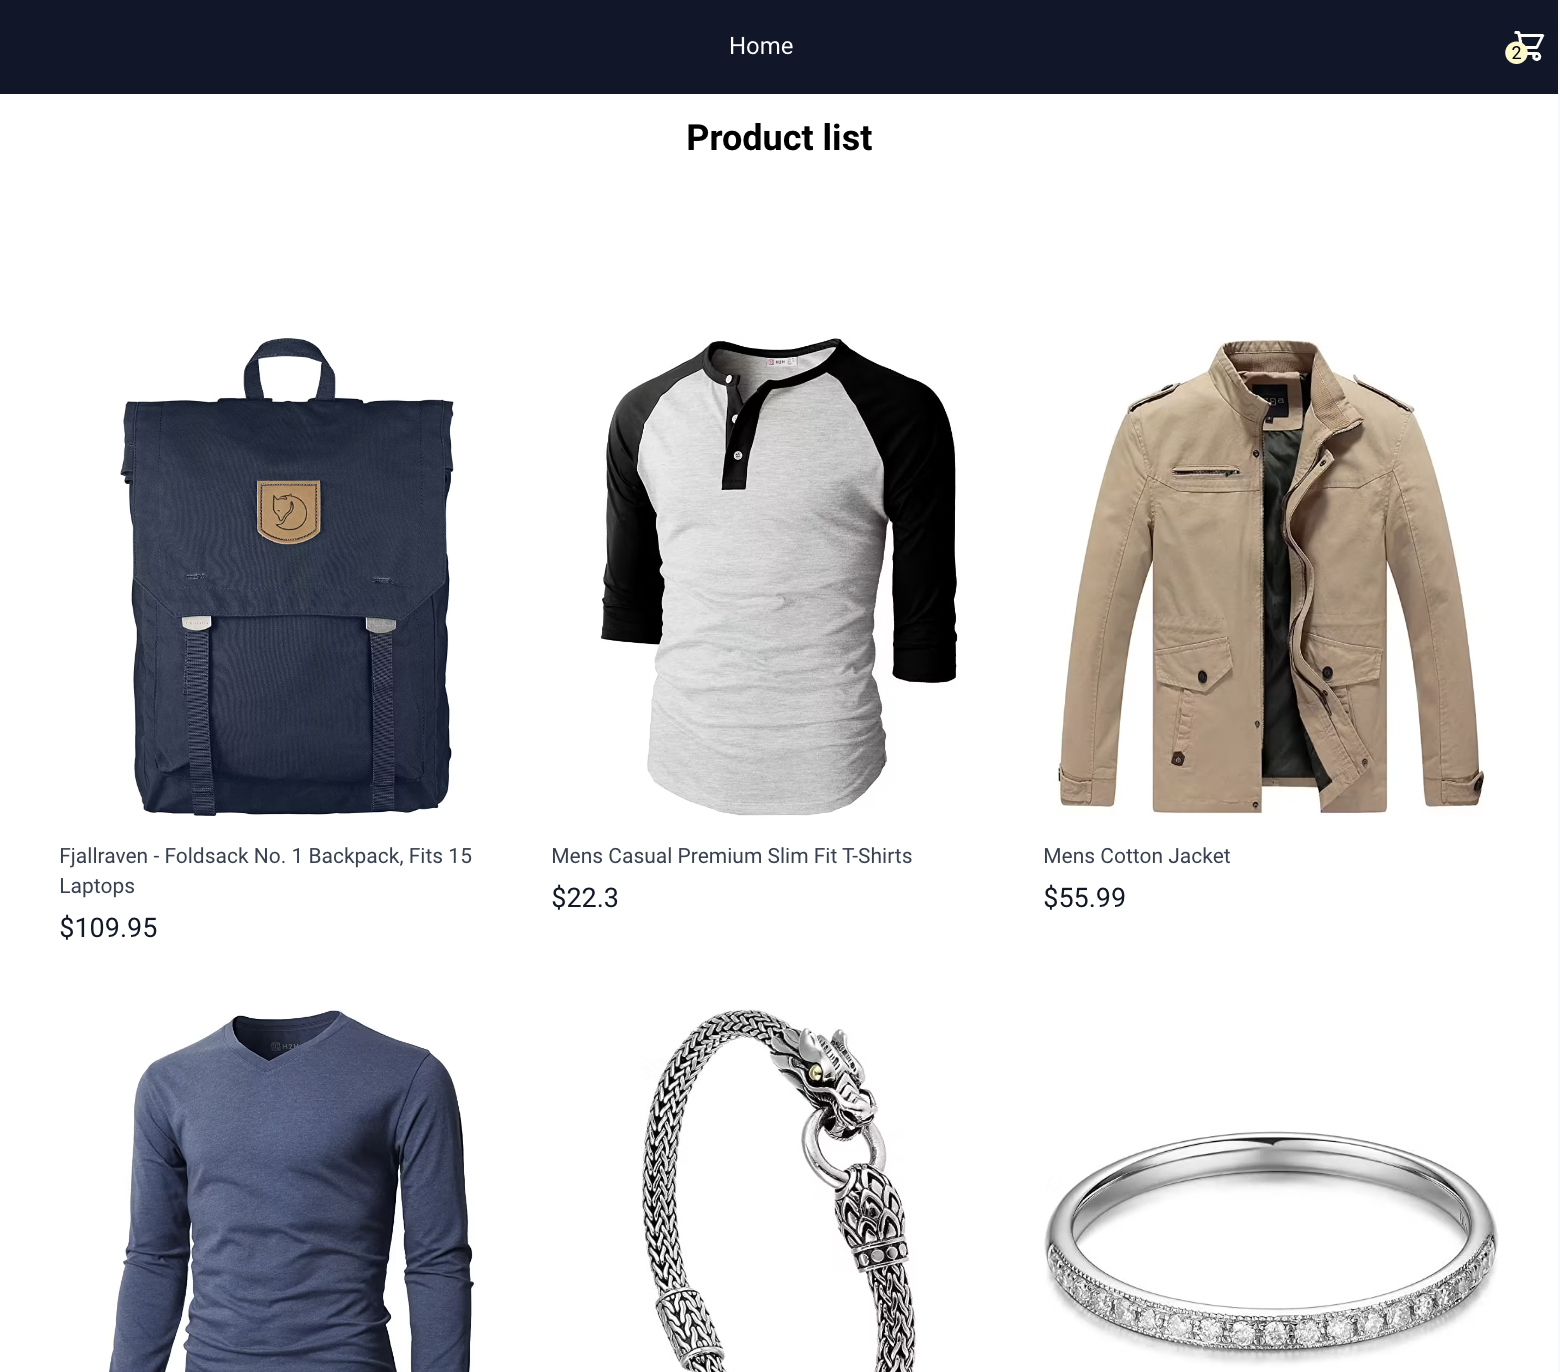 Home
2
Product list
Fjallraven - Foldsack No. 1 Backpack, Fits 15
Laptops
$109.95
Mens Casual Premium Slim Fit T-Shirts
$22.3
Mens Cotton Jacket
$55.99